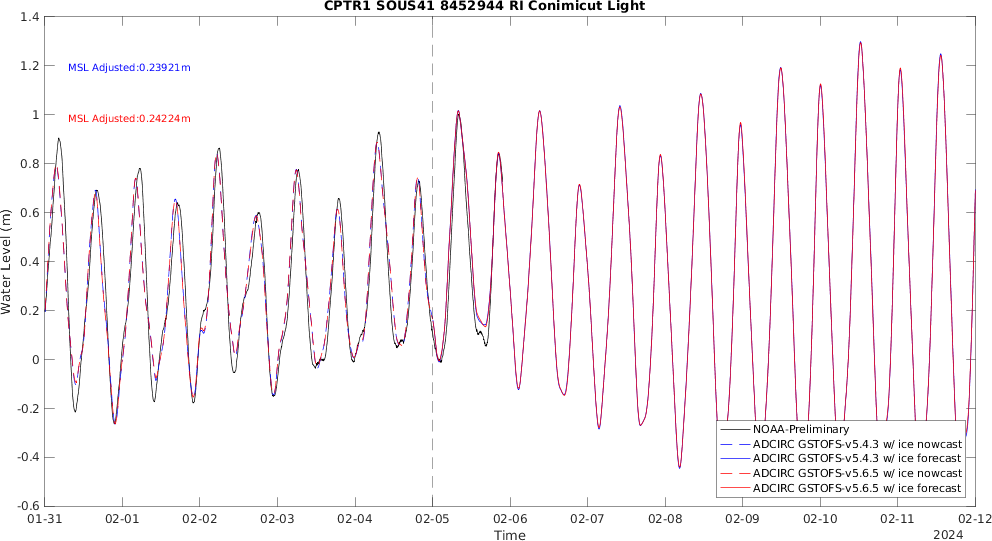 CPTR1 SOUS41 8452944 RI Conimicut Light
1.4
1.2
1
0.8
0.6
0.4
0.2
0
-0.2
-0.4
-0.6
Water Level (m)
MSL Adjusted:0.23921m
MSL Adjusted:0.24224m
NOAA-Preliminary
ADCIRC GSTOFS-v5.4.3 w/ ice nowcast
ADCIRC GSTOFS-v5.4.3 w/ ice forecast
ADCIRC GSTOFS-v5.6.5 w/ ice nowcast
ADCIRC GSTOFS-v5.6.5 w/ ice forecast
01-31 02-01 02-02 02-03 02-04 02-05 02-06 02-07 02-08 02-09 02-10 02-11 02-12
Time
2024